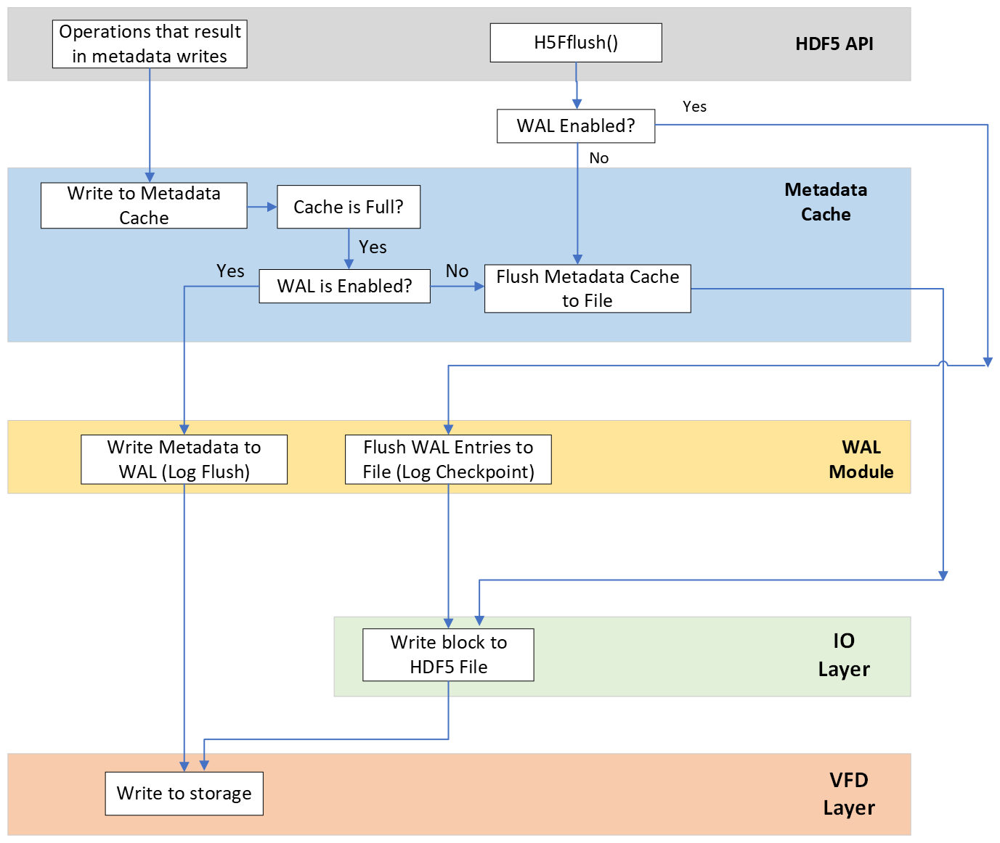 Operations that result
in metadata writes
H5Fflush()
HDF5 API
WAL Enabled?
Yes
No
Write to Metadata
Cache
Cache is Full?
Metadata
Cache
Yes
Yes
WAL is Enabled?
No
Flush Metadata Cache
to File
Write Metadata to
WAL (Log Flush)
Flush WAL Entries to
File (Log Checkpoint)
WAL
Module
Write block to
HDF5 File
IO
Layer
Write to storage
VFD
Layer